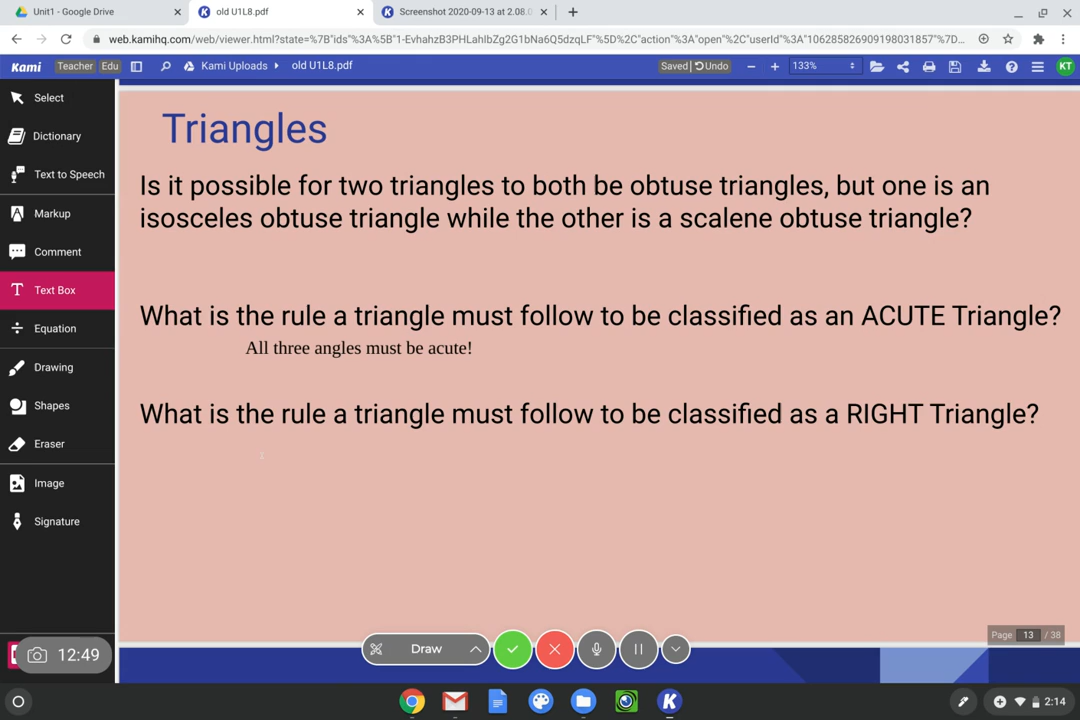 Unit1 - Google Drive
old U1L8.pdf
Screenshot 2020-09-13 at 2.08.
web.kamihq.com/web/viewer.html?state=%7B"ids"%3A%5B"1-EvhahzB3PHLahIbZg2G1bNa6Q5dzqLF"%5D%2C"action"%3A"open"%2C"userId"%3A"106285826909198031857"%7D...
Kami
Teacher
Edu
Kami Uploads
old U1L8.pdf
Saved
Undo
133%
KT
Select
Dictionary
Text to Speech
Markup
Comment
Text Box
Equation
Drawing
Shapes
Eraser
Image
Signature
Triangles
Is it possible for two triangles to both be obtuse triangles, but one is an
isosceles obtuse triangle while the other is a scalene obtuse triangle?
What is the rule a triangle must follow to be classified as an ACUTE Triangle?
All three angles must be acute!
What is the rule a triangle must follow to be classified as a RIGHT Triangle?
Page 13 / 38
12:49
Draw
2:14